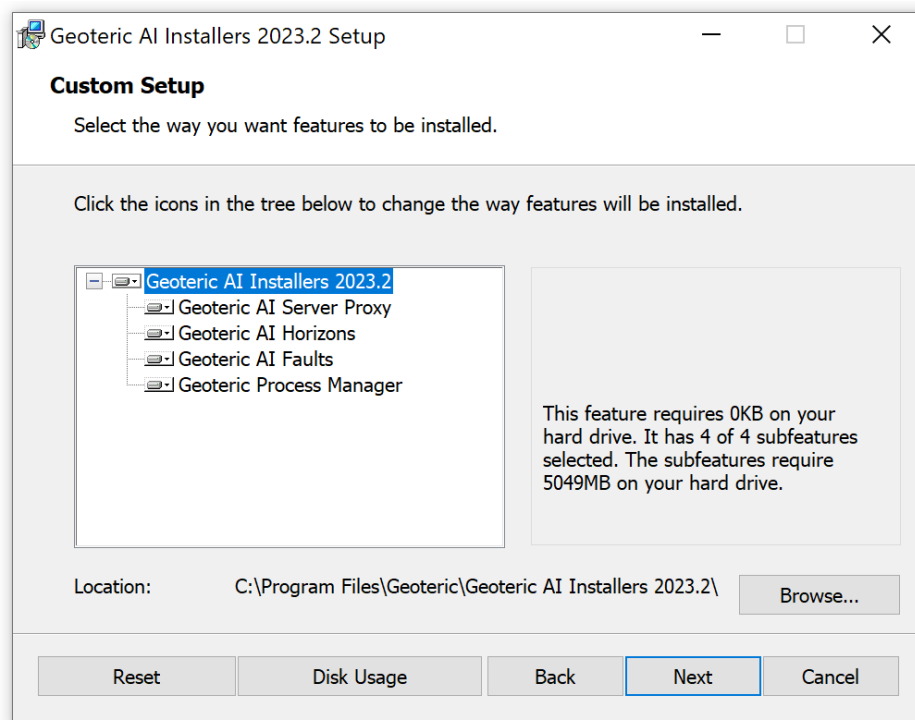 Geoteric AI Installers 2023.2 Setup
Custom Setup
Select the way you want features to be installed.
Click the icons in the tree below to change the way features will be installed.
Geoteric AI Installers 2023.2
Geoteric AI Server Proxy
Geoteric AI Horizons
Geoteric AI Faults
Geoteric Process Manager
This feature requires 0KB on your
hard drive. It has 4 of 4 subfeatures
selected. The subfeatures require
5049MB on your hard drive.
Location: C:\Program Files\Geoteric\Geoteric AI Installers 2023.2\
Browse...
Reset Disk Usage Back Next Cancel